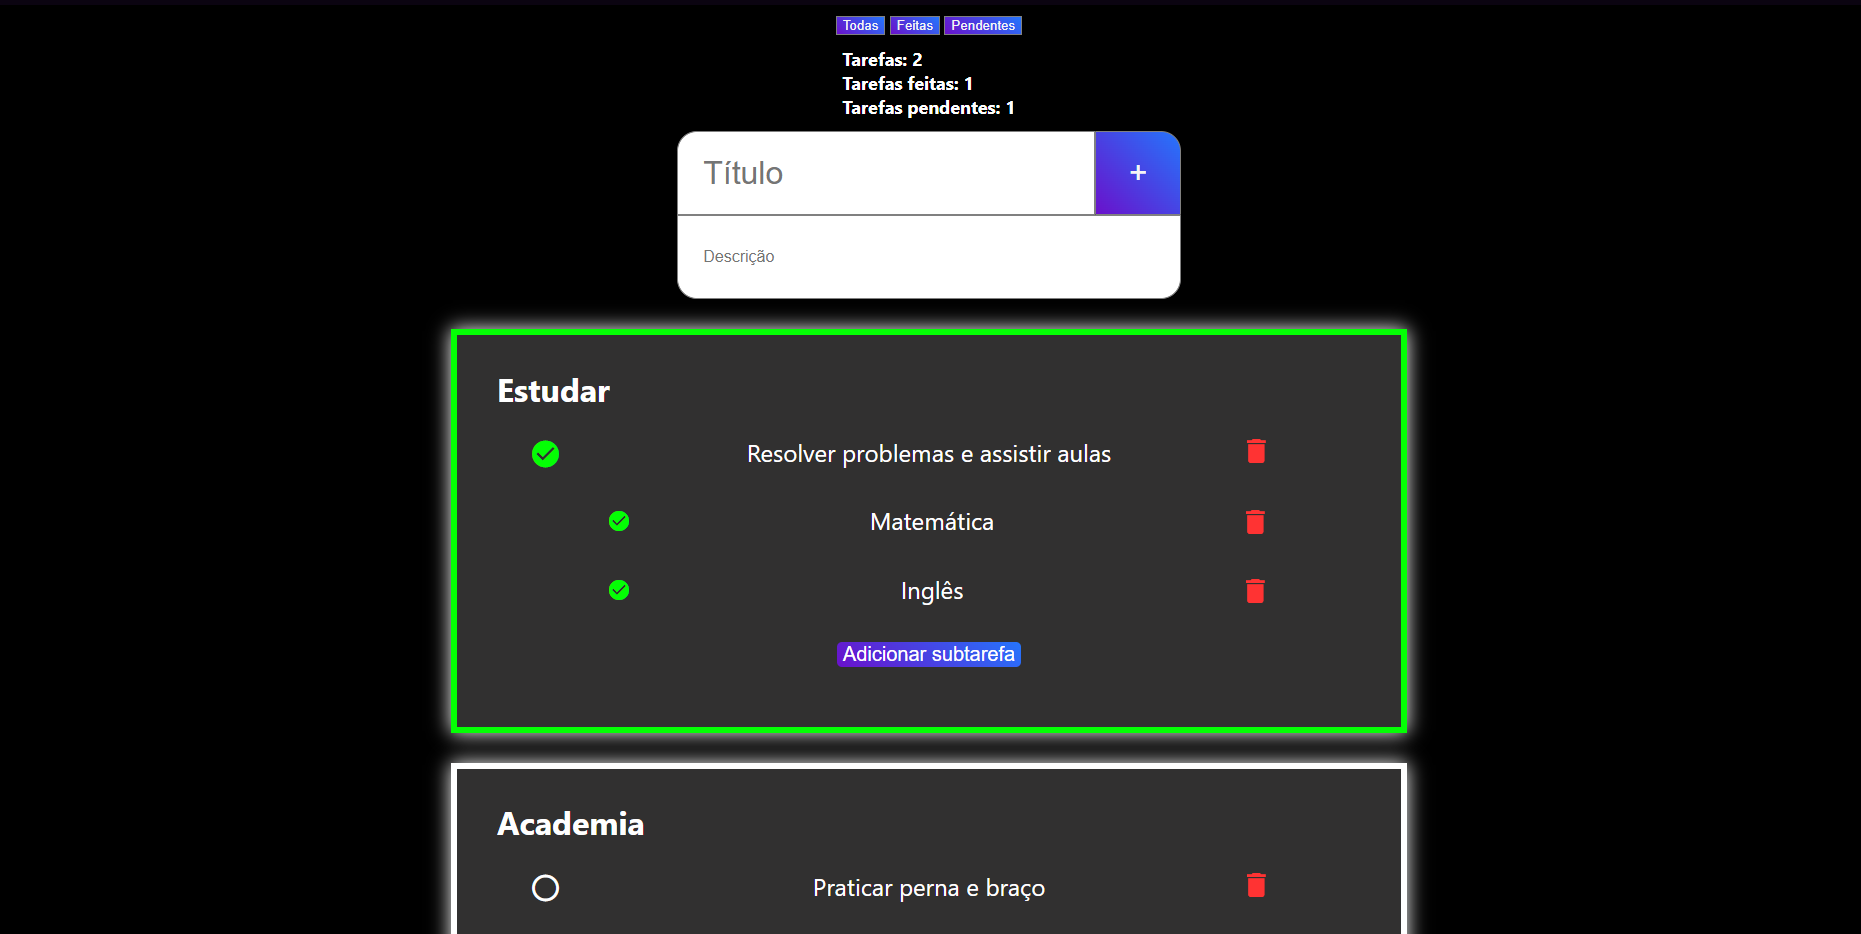 Todas Feitas Pendentes
Tarefas: 2
Tarefas feitas: 1
Tarefas pendentes: 1
Título +
Descrição
Estudar
Resolver problemas e assistir aulas
Matemática
Inglês
Adicionar subtarefa
Academia
Praticar perna e braço